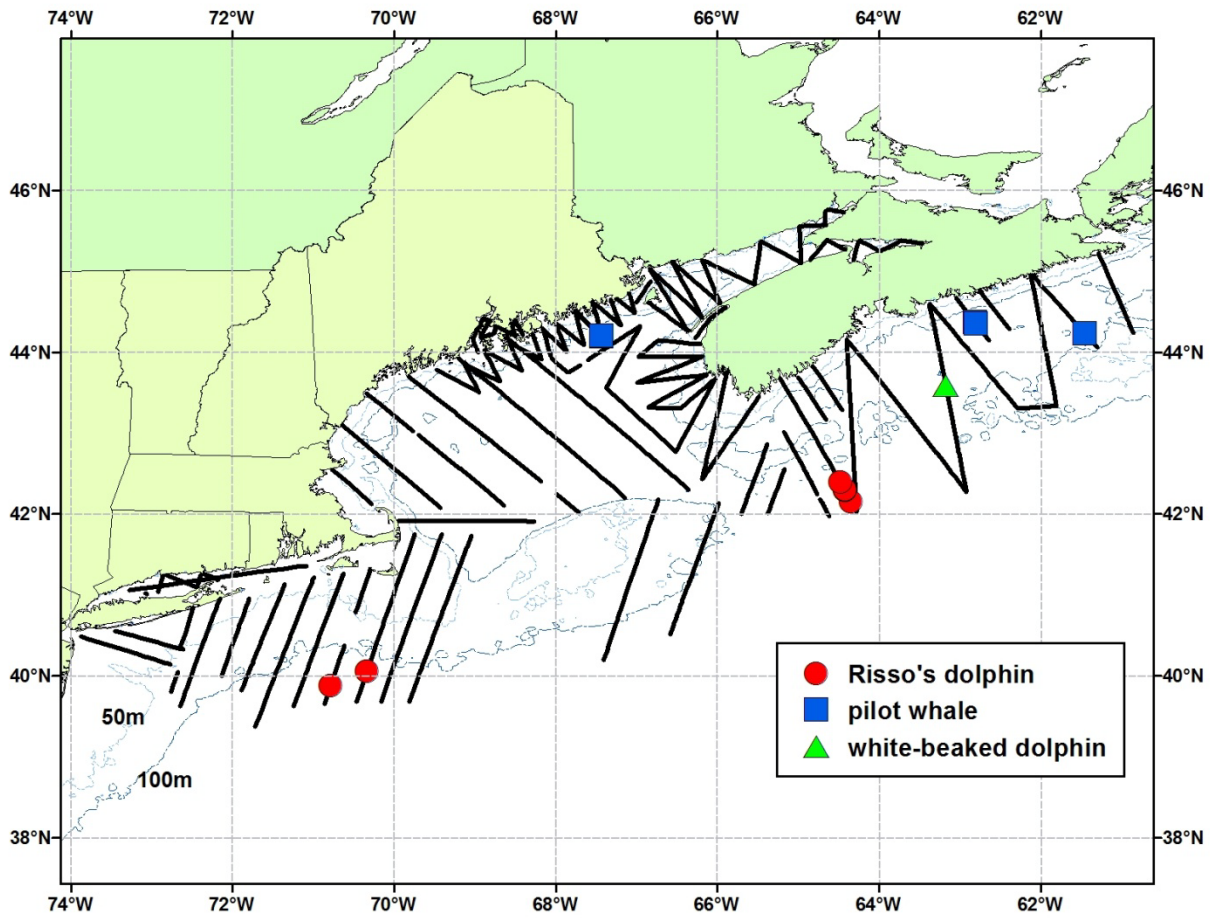 74°W 72°W 70°W 68°W 66°W 64°W 62°W
46°N 46°N
44°N 44°N
42°N 42°N
40°N 40°N
Risso's dolphin
pilot whale
50m
white-beaked dolphin
100m
38°N 38°N
74°W 72°W 70°W 68°W 66°W 64°W 62°W